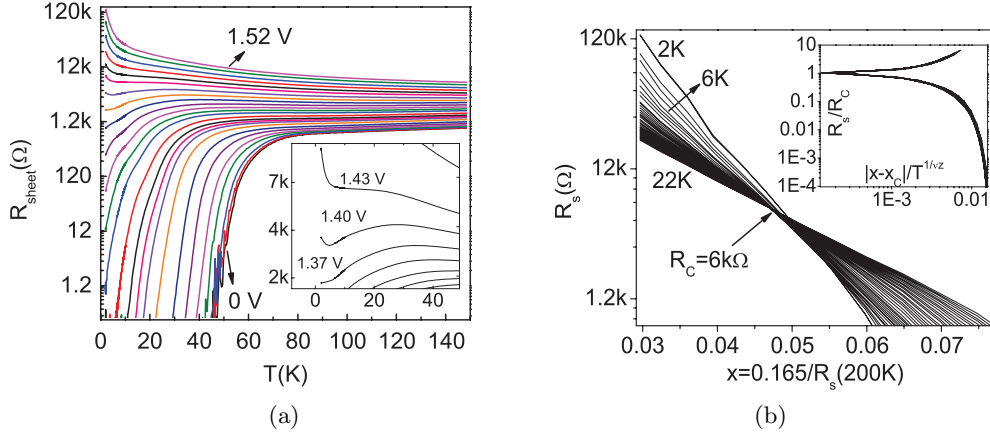 120k
12k
1.2k
120
12
1.2
R_sheet(Ω)
1.52 V
0 V
7k
4k
2k
1.43 V
1.40 V
1.37 V
0 20 40
0 20 40 60 80 100 120 140
T(K)
(a)
120k
12k
1.2k
R_s(Ω)
2K
6K
22K
R_C=6kΩ
10
1
0.1
0.01
1E-3
1E-4
R_s/R_C
|x-x_C|/T^{1/νz}
1E-3 0.01
0.03 0.04 0.05 0.06 0.07
x=0.165/R_s(200K)
(b)